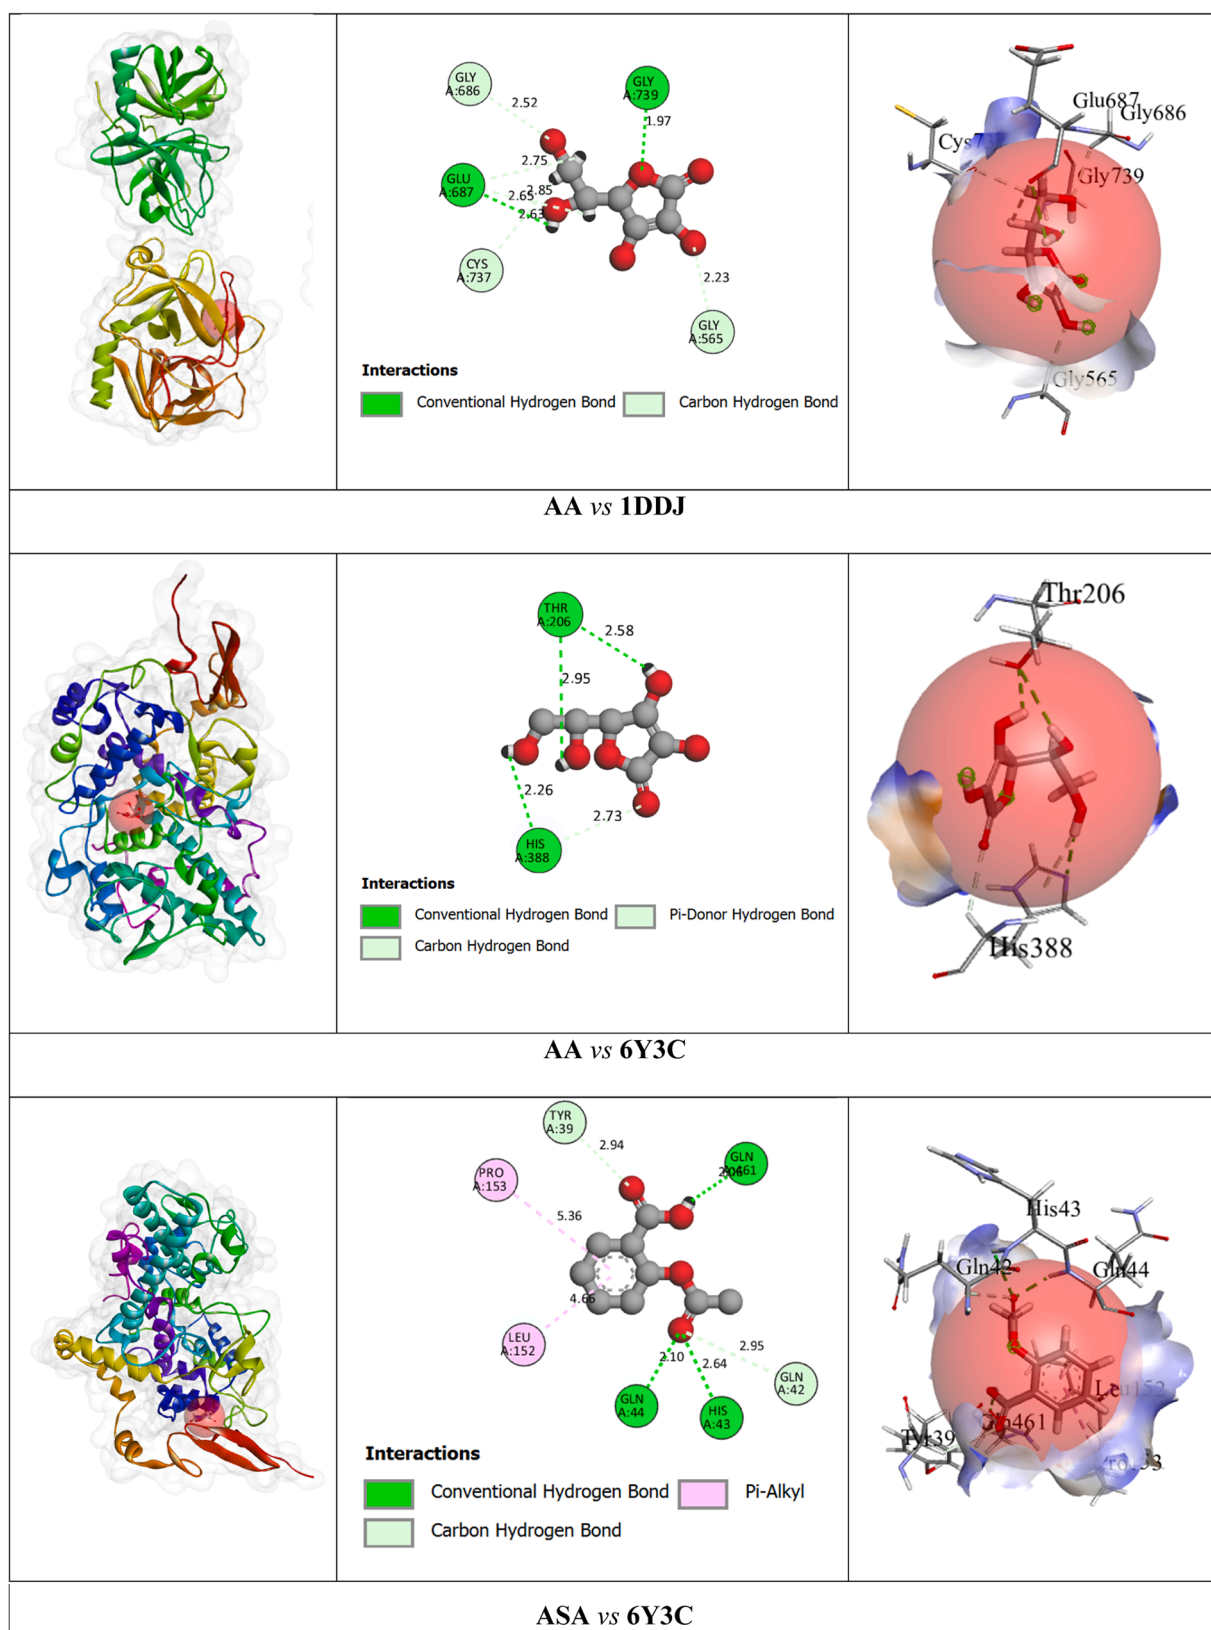 GLY
A:686
2.52
GLY
A:739
1.97
2.75
GLU
A:687
2.85
2.65
2.63
CYS
A:737
2.23
GLY
A:565
Interactions
Conventional Hydrogen Bond
Carbon Hydrogen Bond
Glu687
Gly686
Gly739
Gly565
AA vs 1DDJ
THR
A:206
2.58
2.95
2.26
2.73
HIS
A:388
Interactions
Conventional Hydrogen Bond
Pi-Donor Hydrogen Bond
Carbon Hydrogen Bond
Thr206
His388
AA vs 6Y3C
TYR
A:39
2.94
GLN
PRO
A:153
5.36
4.66
LEU
A:152
2.10
2.64
2.95
GLN
A:42
GLN
A:44
HIS
A:43
Interactions
Conventional Hydrogen Bond
Pi-Alkyl
Carbon Hydrogen Bond
His43
Gln42
Gln44
Leu152
Tyr39
ASA vs 6Y3C